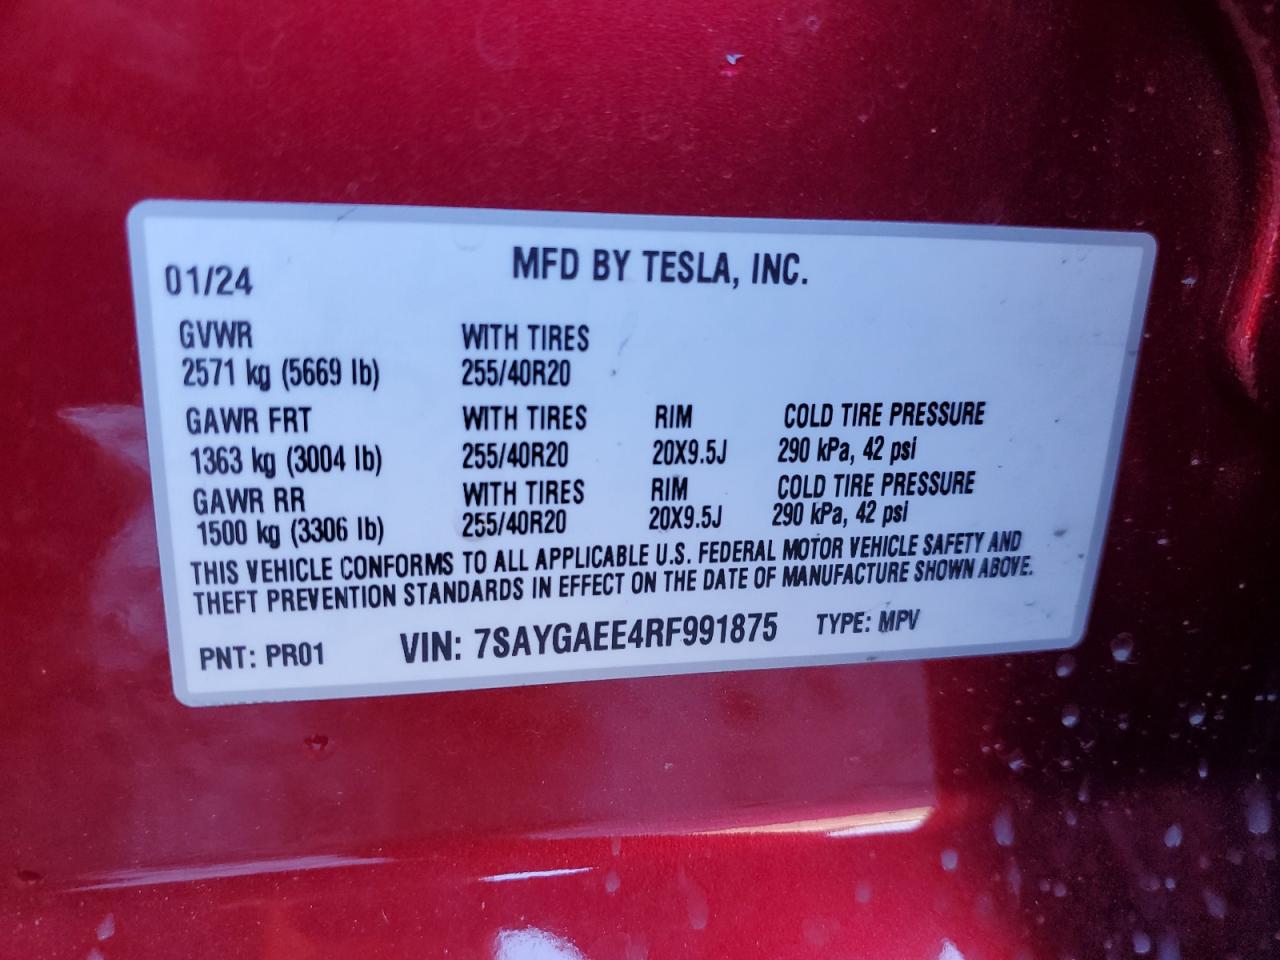 MFD BY TESLA, INC.
01/24
GVWR WITH TIRES
2571 kg (5669 lb) 255/40R20
GAWR FRT WITH TIRES RIM COLD TIRE PRESSURE
1363 kg (3004 lb) 255/40R20 20X9.5J 290 kPa, 42 psi
GAWR RR WITH TIRES RIM COLD TIRE PRESSURE
1500 kg (3306 lb) 255/40R20 20X9.5J 290 kPa, 42 psi
THIS VEHICLE CONFORMS TO ALL APPLICABLE U.S. FEDERAL MOTOR VEHICLE SAFETY AND
THEFT PREVENTION STANDARDS IN EFFECT ON THE DATE OF MANUFACTURE SHOWN ABOVE.
PNT: PR01 VIN: 7SAYGAEE4RF991875 TYPE: MPV